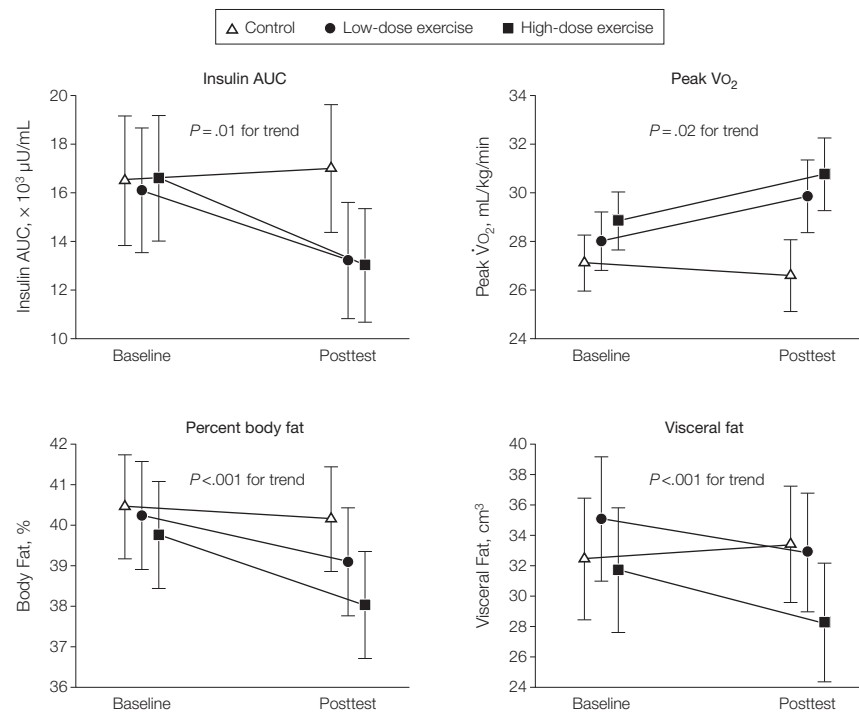 Control Low-dose exercise High-dose exercise
Insulin AUC
Insulin AUC, × 10³ µU/mL
20
18
16
14
12
10
P = .01 for trend
Baseline Posttest
Peak VO₂
Peak V̇O₂, mL/kg/min
34
32
30
28
26
24
P = .02 for trend
Baseline Posttest
Percent body fat
Body Fat, %
42
41
40
39
38
37
36
P<.001 for trend
Baseline Posttest
Visceral fat
Visceral Fat, cm³
40
38
36
34
32
30
28
26
24
P<.001 for trend
Baseline Posttest